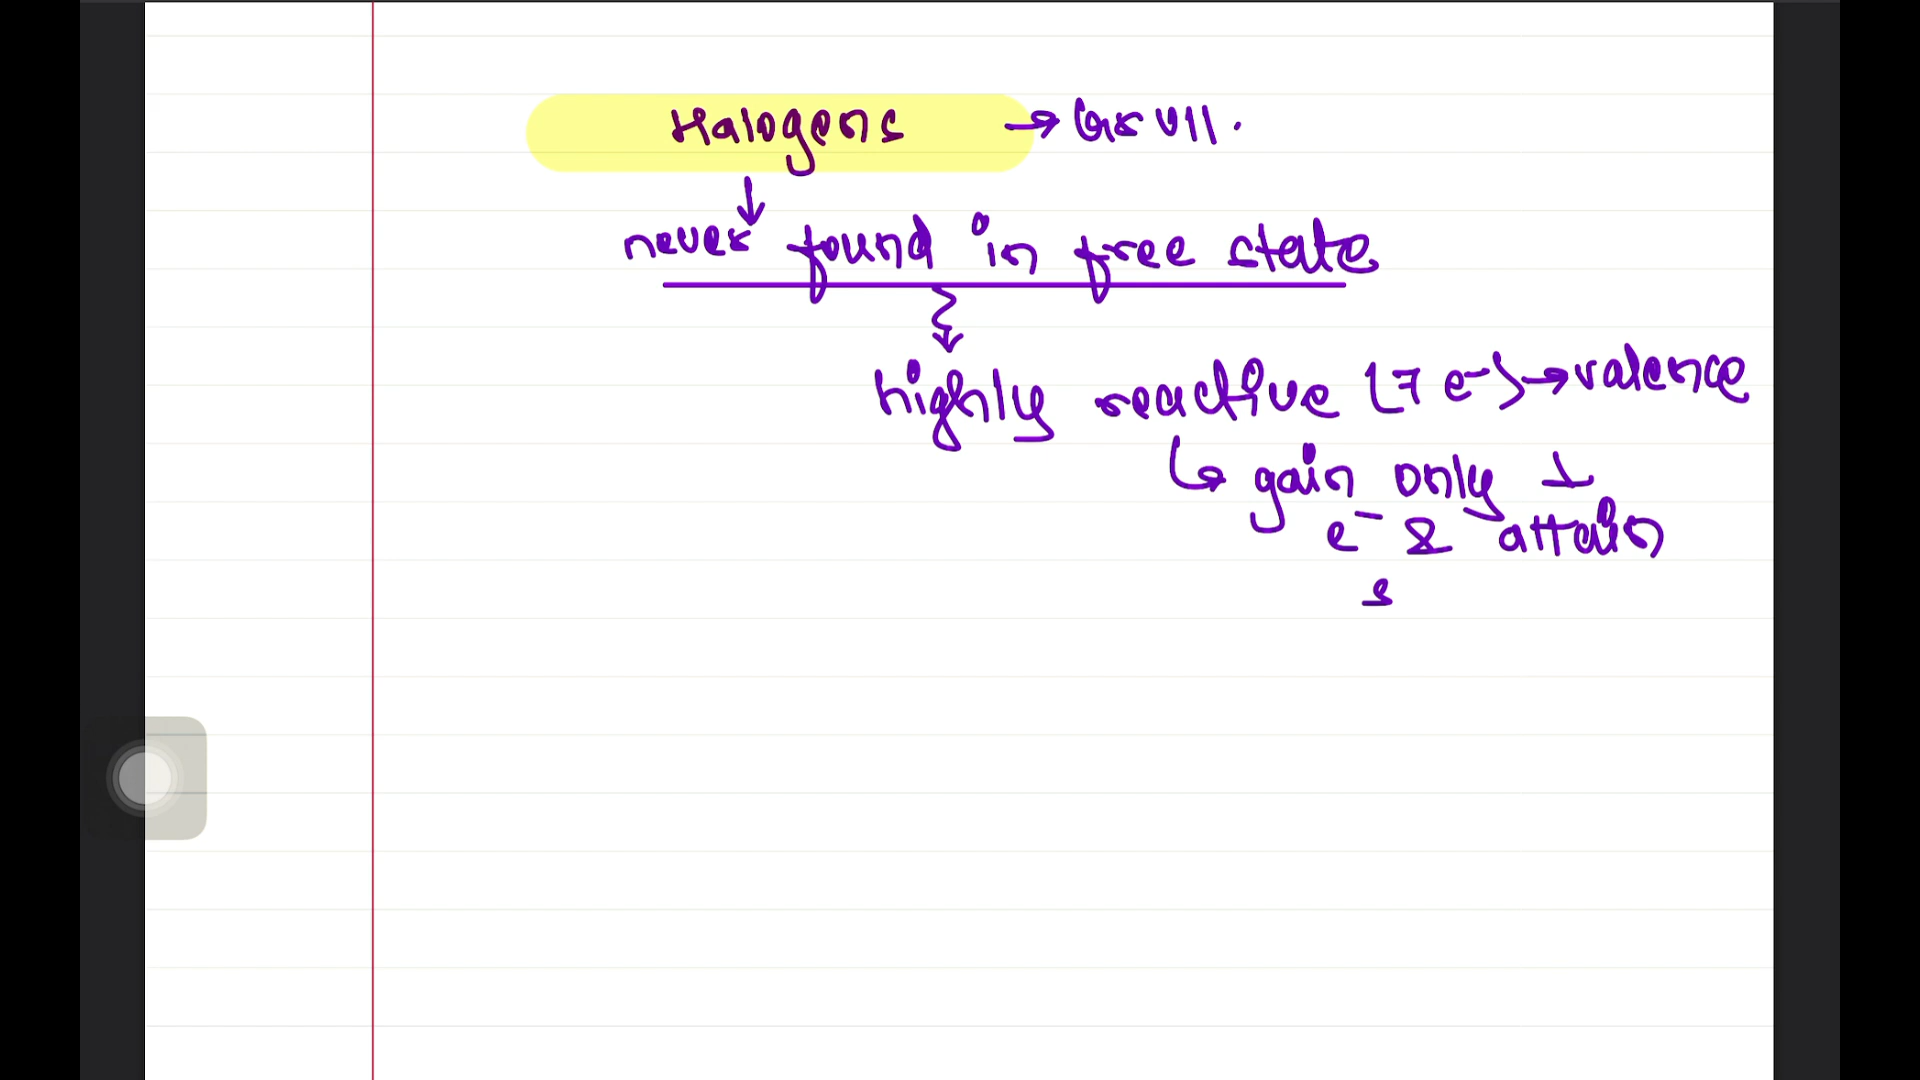 Halogens → Gr VII.
never found in free state
highly reactive [7 e⁻] → valence
↳ gain only 1
e⁻ & attain
s